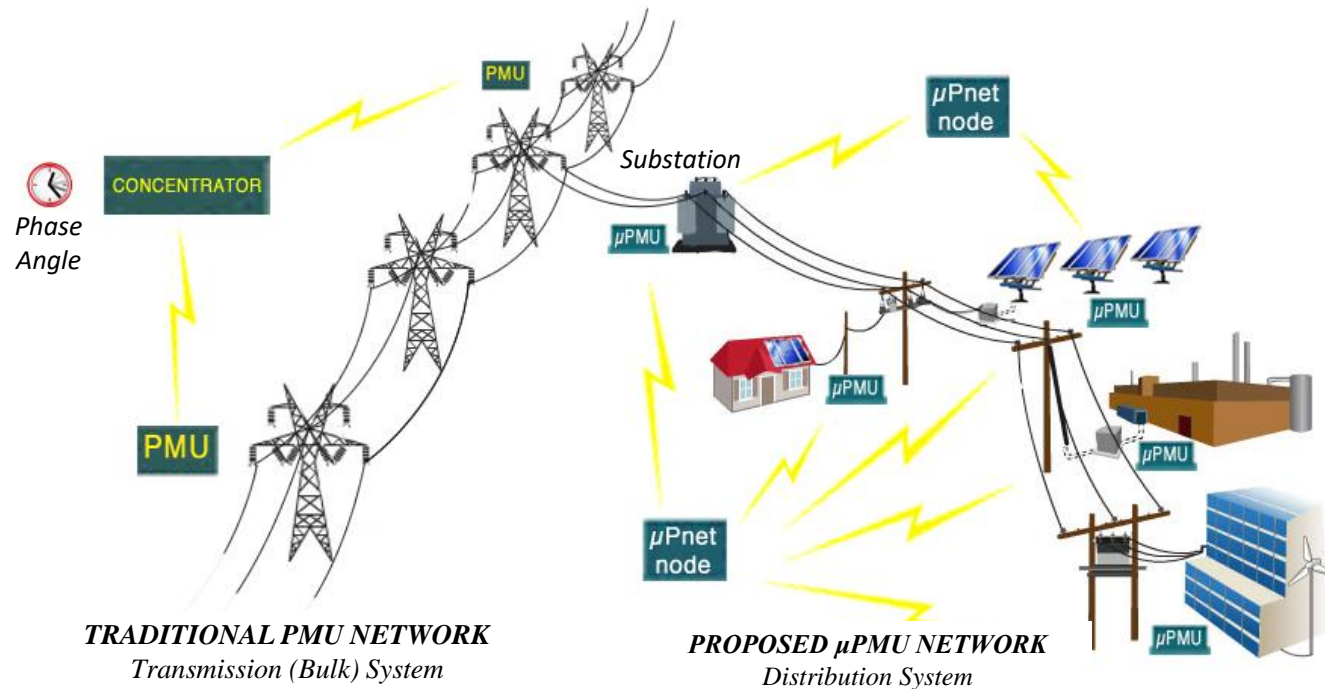 PMU
µPnet
node
Substation
CONCENTRATOR
Phase
Angle
µPMU
µPMU
µPMU
PMU
µPMU
µPnet
node
TRADITIONAL PMU NETWORK
Transmission (Bulk) System
PROPOSED µPMU NETWORK
Distribution System
µPMU